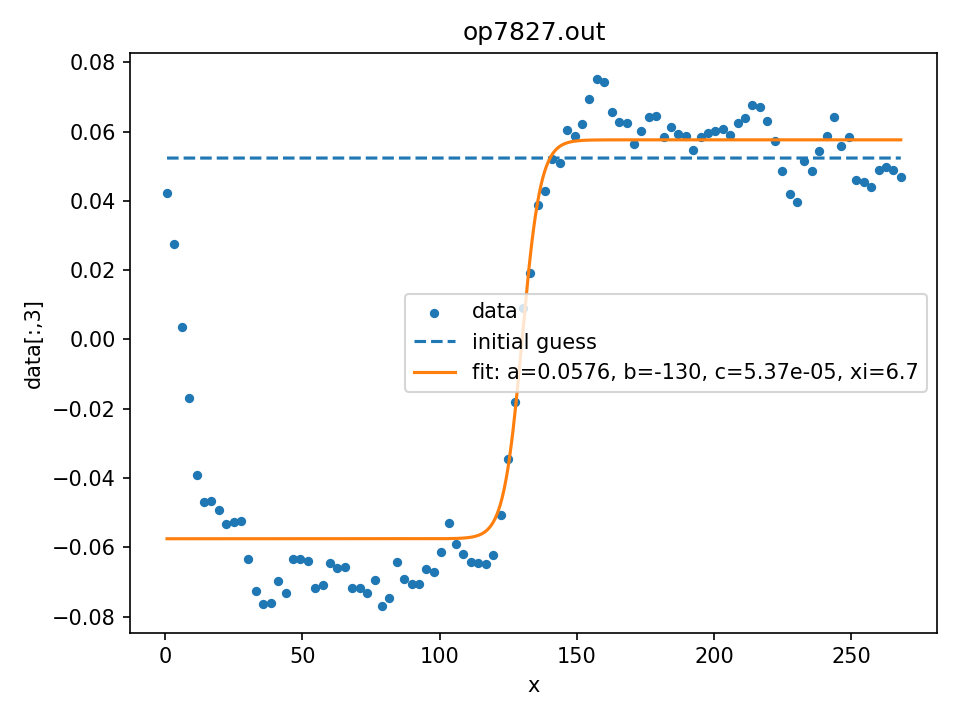 op7827.out
0.08
0.06
0.04
0.02
0.00
−0.02
−0.04
−0.06
−0.08
data[:,3]
data
initial guess
fit: a=0.0576, b=-130, c=5.37e-05, xi=6.7
0 50 100 150 200 250
x